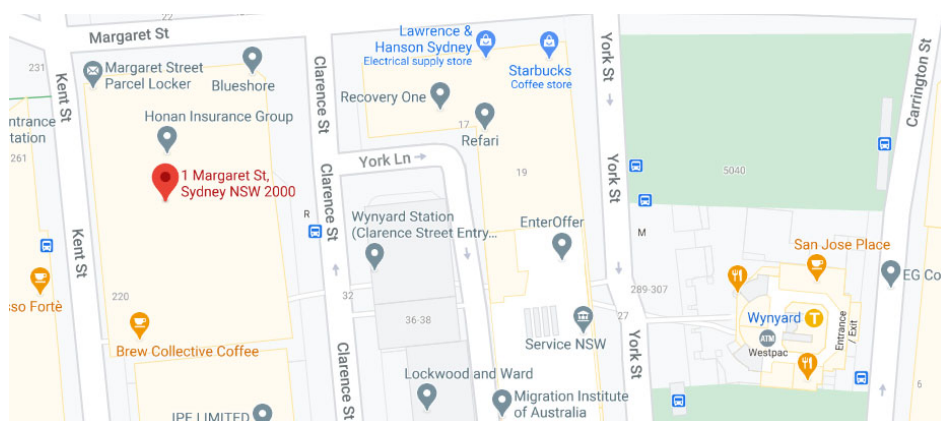 22
Margaret St
231
Kent St
Margaret Street
Parcel Locker
Blueshore
Clarence St
Lawrence &
Hanson Sydney
Electrical supply store
Starbucks
Coffee store
York St
Carrington St
Recovery One
17
Refari
Honan Insurance Group
ntrance
tation
261
1 Margaret St,
Sydney NSW 2000
York Ln
Clarence St
19
York St
5040
R
Wynyard Station
(Clarence Street Entry...
EnterOffer
M
San Jose Place
Kent St
sso Fortè
220
32
289-307
EG Co
36-38
27
Wynyard
T
Entrance
/ Exit
Brew Collective Coffee
Service NSW
ATM
Westpac
York St
Clarence St
Lockwood and Ward
6
IPE LIMITED
Migration Institute
of Australia